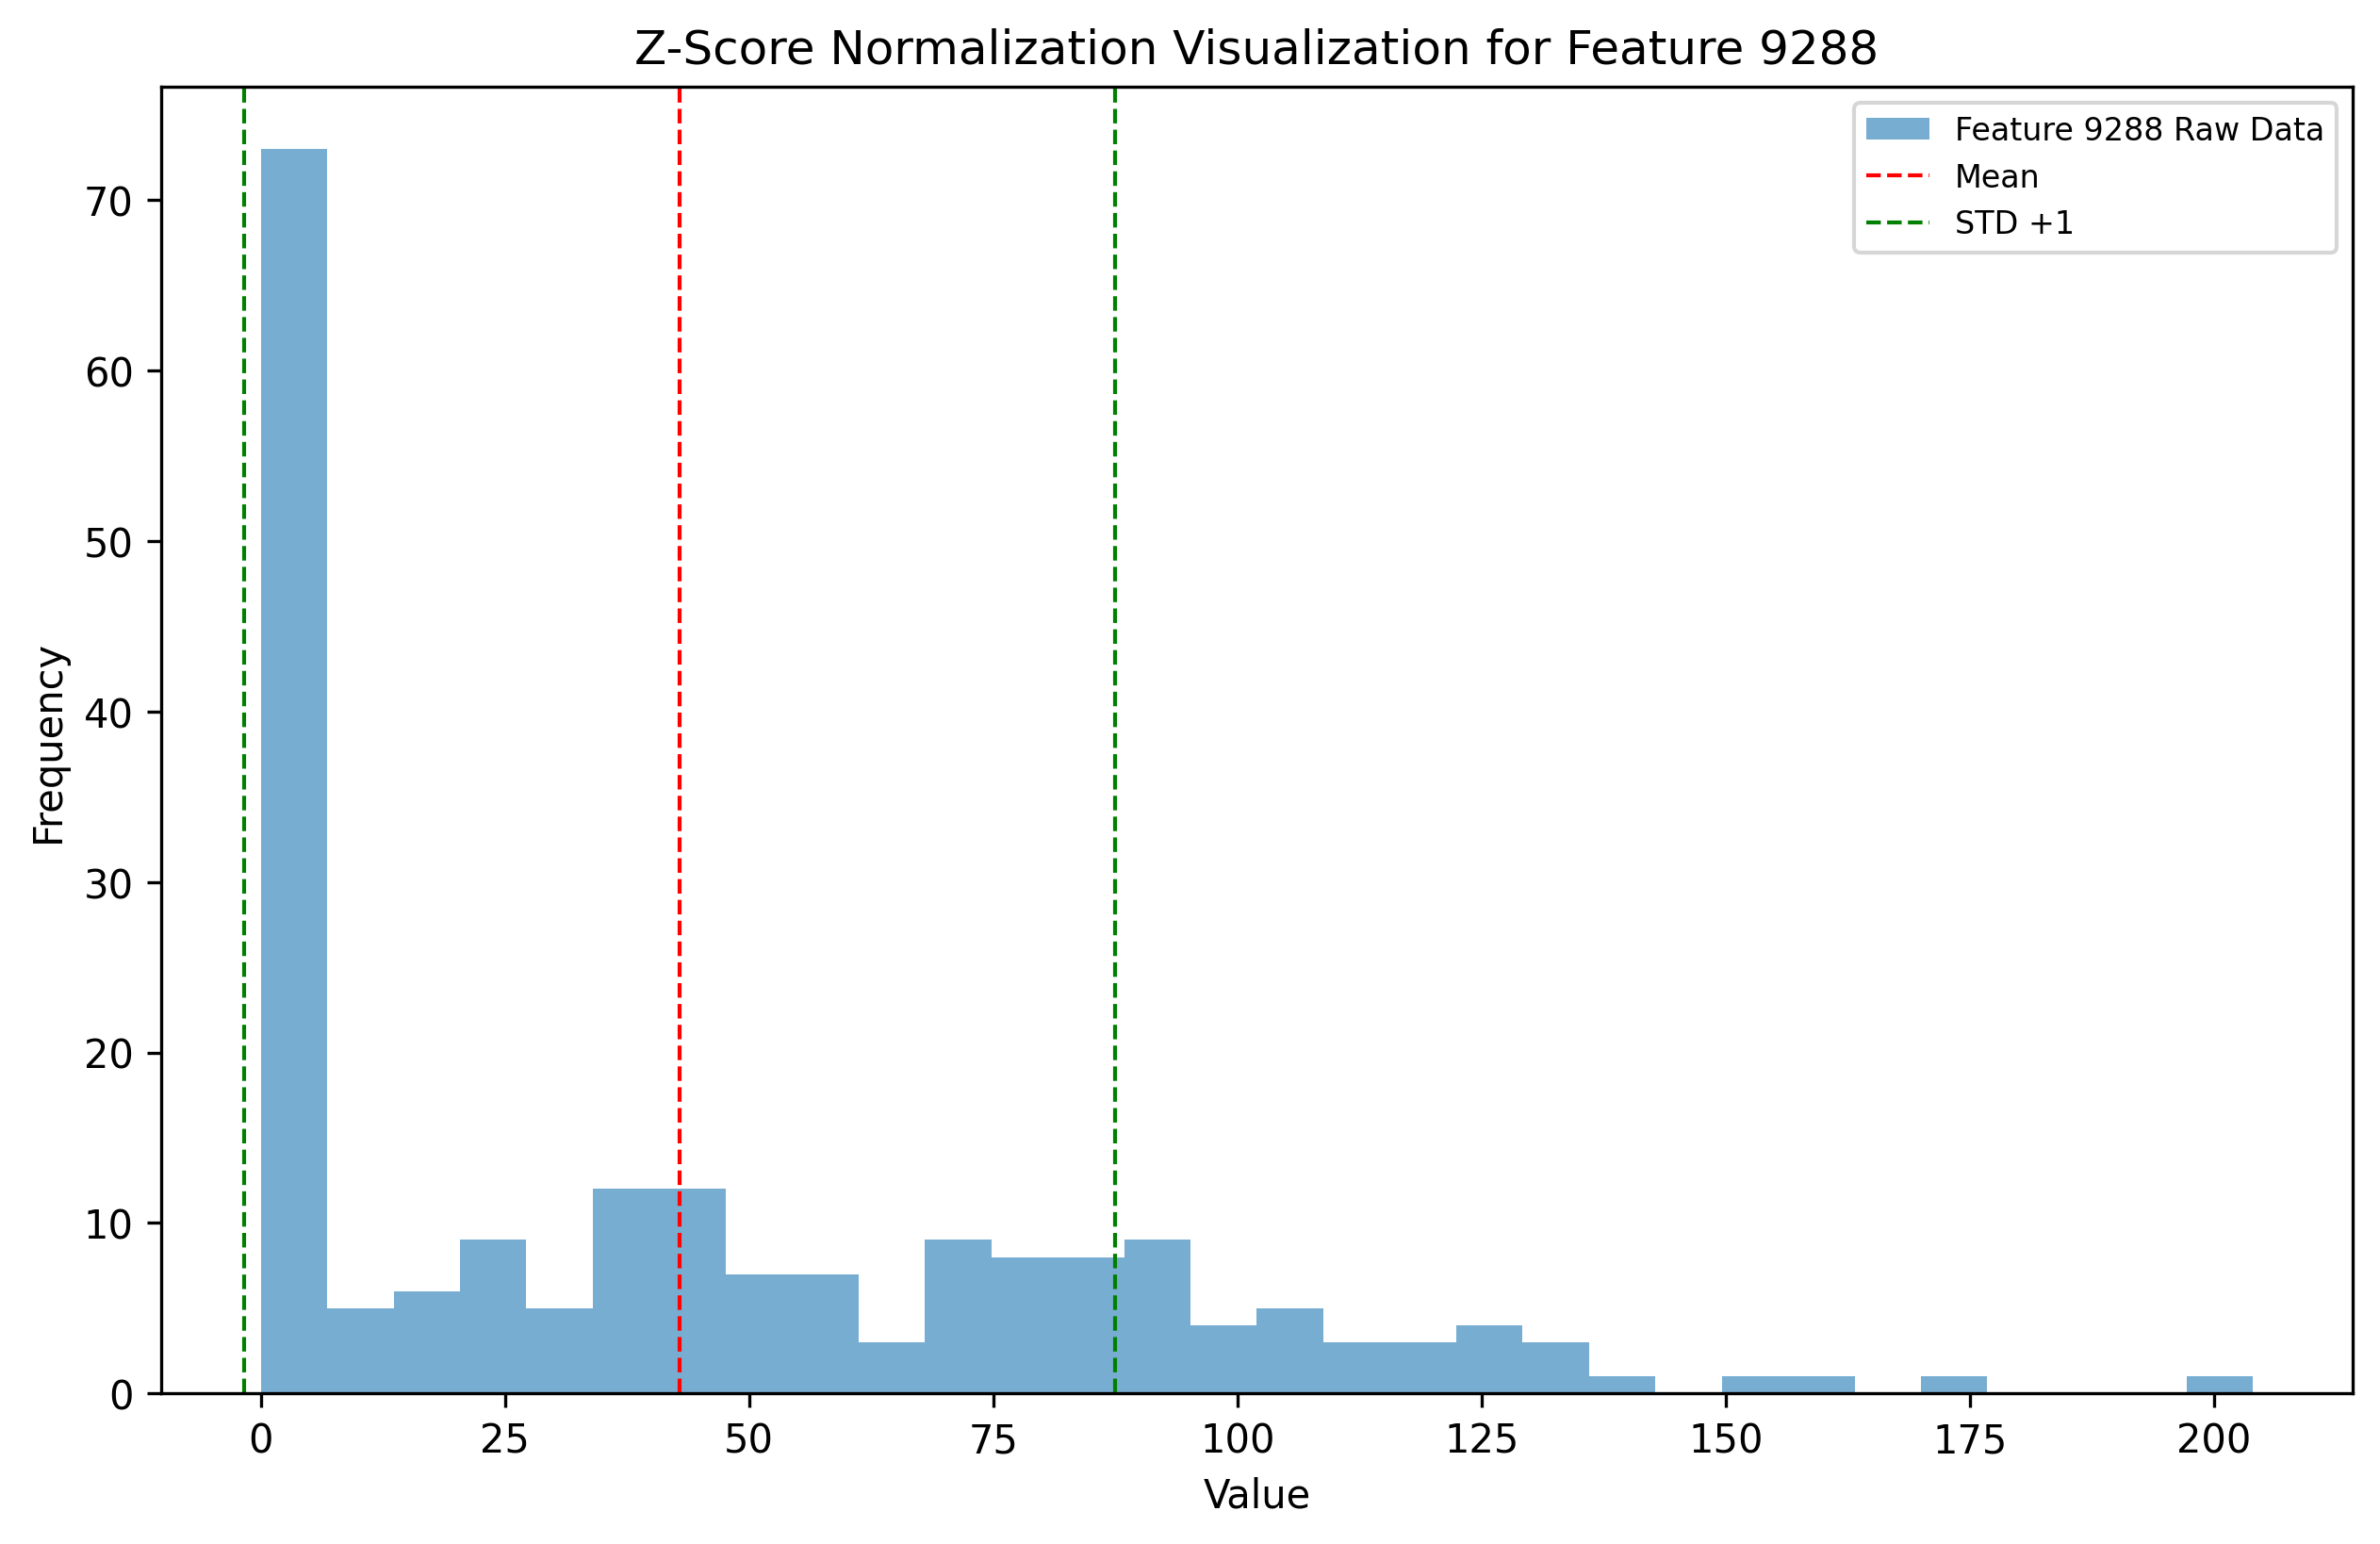 Z-Score Normalization Visualization for Feature 9288
Feature 9288 Raw Data
Mean
STD +1
Frequency
70
60
50
40
30
20
10
0
0 25 50 75 100 125 150 175 200
Value